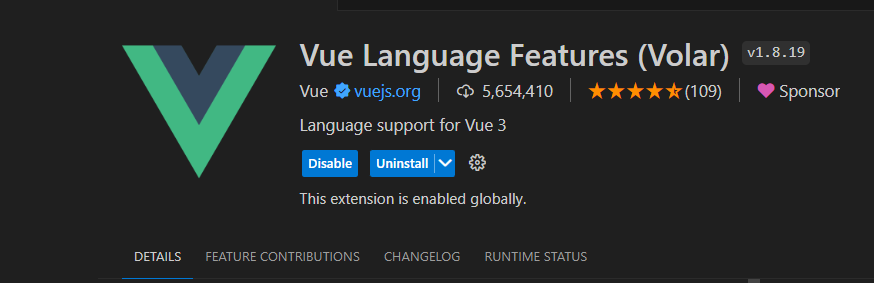 Vue Language Features (Volar) v1.8.19
Vue vuejs.org 5,654,410 (109) Sponsor
Language support for Vue 3
Disable Uninstall
This extension is enabled globally.
DETAILS FEATURE CONTRIBUTIONS CHANGELOG RUNTIME STATUS